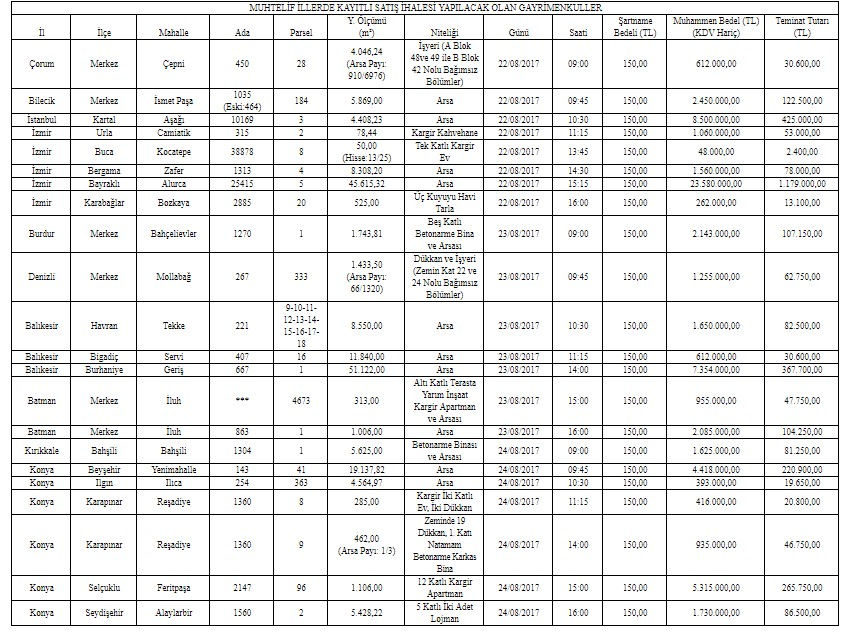 MUHTELİF İLLERDE KAYITLI SATIŞ İHALESİ YAPILACAK OLAN GAYRİMENKULLER
İl İlçe Mahalle Ada Parsel Y. Ölçümü (m²) Niteliği Günü Saati Şartname Bedeli (TL) Muhammen Bedel (TL) (KDV Hariç) Teminat Tutarı (TL)
Çorum Merkez Çepni 450 28 4.046,24 (Arsa Payı: 910/6976) İşyeri (A Blok 48ve 49 ile B Blok 42 Nolu Bağımsız Bölümler) 22/08/2017 09:00 150,00 612.000,00 30.600,00
Bilecik Merkez İsmet Paşa 1035 (Eski:464) 184 5.869,00 Arsa 22/08/2017 09:45 150,00 2.450.000,00 122.500,00
İstanbul Kartal Aşağı 10169 3 4.408,23 Arsa 22/08/2017 10:30 150,00 8.500.000,00 425.000,00
İzmir Urla Camiatik 315 2 78,44 Kargir Kahvehane 22/08/2017 11:15 150,00 1.060.000,00 53.000,00
İzmir Buca Kocatepe 38878 8 50,00 (Hisse:13/25) Tek Katlı Kargir Ev 22/08/2017 13:45 150,00 48.000,00 2.400,00
İzmir Bergama Zafer 1313 4 8.308,20 Arsa 22/08/2017 14:30 150,00 1.560.000,00 78.000,00
İzmir Bayraklı Alurca 25415 5 45.615,32 Arsa 22/08/2017 15:15 150,00 23.580.000,00 1.179.000,00
İzmir Karabağlar Bozkaya 2885 20 525,00 Üç Kuyuyu Havi Tarla 22/08/2017 16:00 150,00 262.000,00 13.100,00
Burdur Merkez Bahçelievler 1270 1 1.743,81 Beş Katlı Betonarme Bina ve Arsası 23/08/2017 09:00 150,00 2.143.000,00 107.150,00
Denizli Merkez Mollabağ 267 333 1.433,50 (Arsa Payı: 66/1320) Dükkan ve İşyeri (Zemin Kat 22 ve 24 Nolu Bağımsız Bölümler) 23/08/2017 09:45 150,00 1.255.000,00 62.750,00
Balıkesir Havran Tekke 221 9-10-11-12-13-14-15-16-17-18 8.550,00 Arsa 23/08/2017 10:30 150,00 1.650.000,00 82.500,00
Balıkesir Bigadiç Servi 407 16 11.840,00 Arsa 23/08/2017 11:15 150,00 612.000,00 30.600,00
Balıkesir Burhaniye Geriş 667 1 51.122,00 Arsa 23/08/2017 14:00 150,00 7.354.000,00 367.700,00
Batman Merkez İluh *** 4673 313,00 Altı Katlı Terasta Yarım İnşaat Kargir Apartman ve Arsası 23/08/2017 15:00 150,00 955.000,00 47.750,00
Batman Merkez İluh 863 1 1.006,00 Arsa 23/08/2017 16:00 150,00 2.085.000,00 104.250,00
Kırıkkale Bahşili Bahşili 1304 1 5.625,00 Betonarme Binası ve Arsası 24/08/2017 09:00 150,00 1.625.000,00 81.250,00
Konya Beyşehir Yenimahalle 143 41 19.137,82 Arsa 24/08/2017 09:45 150,00 4.418.000,00 220.900,00
Konya Ilgın Ilıca 254 363 4.564,97 Arsa 24/08/2017 10:30 150,00 393.000,00 19.650,00
Konya Karapınar Reşadiye 1360 8 285,00 Kargir İki Katlı Ev, İki Dükkan 24/08/2017 11:15 150,00 416.000,00 20.800,00
Konya Karapınar Reşadiye 1360 9 462,00 (Arsa Payı: 1/3) Zeminde 19 Dükkan, 1. Katı Natamam Betonarme Karkas Bina 24/08/2017 14:00 150,00 935.000,00 46.750,00
Konya Selçuklu Feritpaşa 2147 96 1.106,00 12 Katlı Kargir Apartman 24/08/2017 15:00 150,00 5.315.000,00 265.750,00
Konya Seydişehir Alaylarbir 1560 2 5.428,22 5 Katlı İki Adet Lojman 24/08/2017 16:00 150,00 1.730.000,00 86.500,00